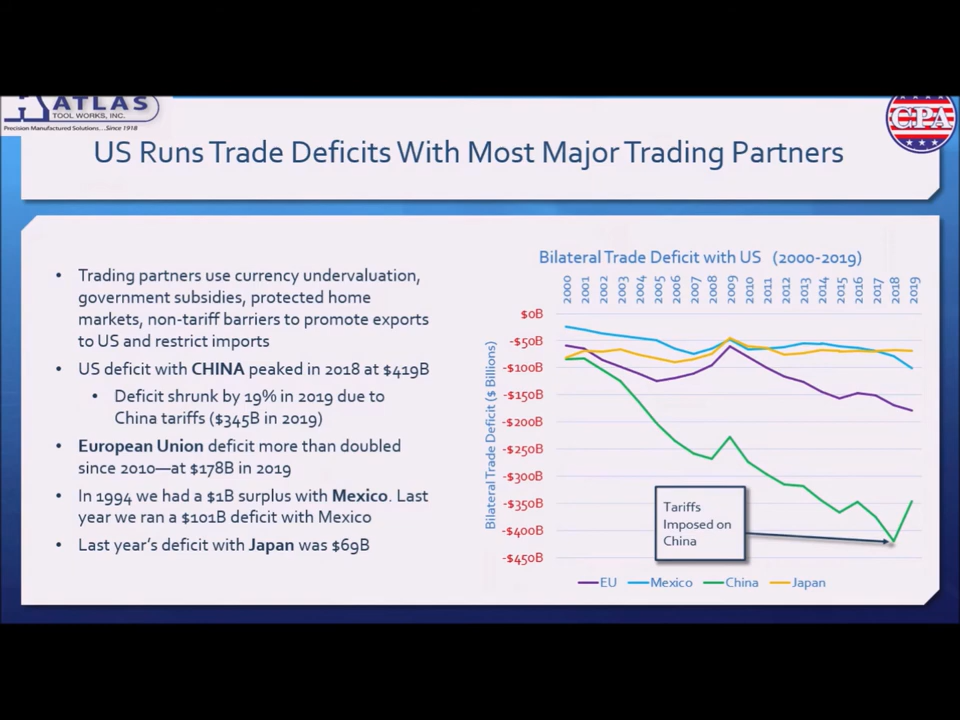 ATLAS
TOOL WORKS, INC.
Precision Manufactured Solutions...Since 1918
CPA
US Runs Trade Deficits With Most Major Trading Partners
• Trading partners use currency undervaluation,
government subsidies, protected home
markets, non-tariff barriers to promote exports
to US and restrict imports
• US deficit with CHINA peaked in 2018 at $419B
• Deficit shrunk by 19% in 2019 due to
China tariffs ($345B in 2019)
• European Union deficit more than doubled
since 2010—at $178B in 2019
• In 1994 we had a $1B surplus with Mexico. Last
year we ran a $101B deficit with Mexico
• Last year's deficit with Japan was $69B
Bilateral Trade Deficit with US (2000-2019)
2000 2001 2002 2003 2004 2005 2006 2007 2008 2009 2010 2011 2012 2013 2014 2015 2016 2017 2018 2019
Bilateral Trade Deficit ($ Billions)
$0B
-$50B
-$100B
-$150B
-$200B
-$250B
-$300B
-$350B
-$400B
-$450B
Tariffs
Imposed on
China
EU Mexico China Japan